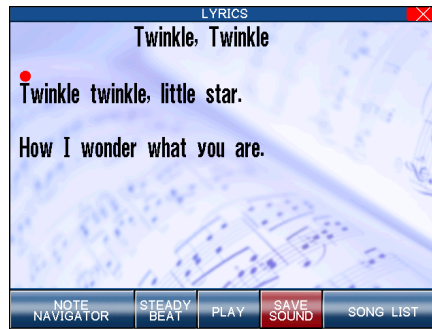 LYRICS
Twinkle, Twinkle
Twinkle twinkle, little star.
How I wonder what you are.
NOTE NAVIGATOR
STEADY BEAT
PLAY
SAVE SOUND
SONG LIST